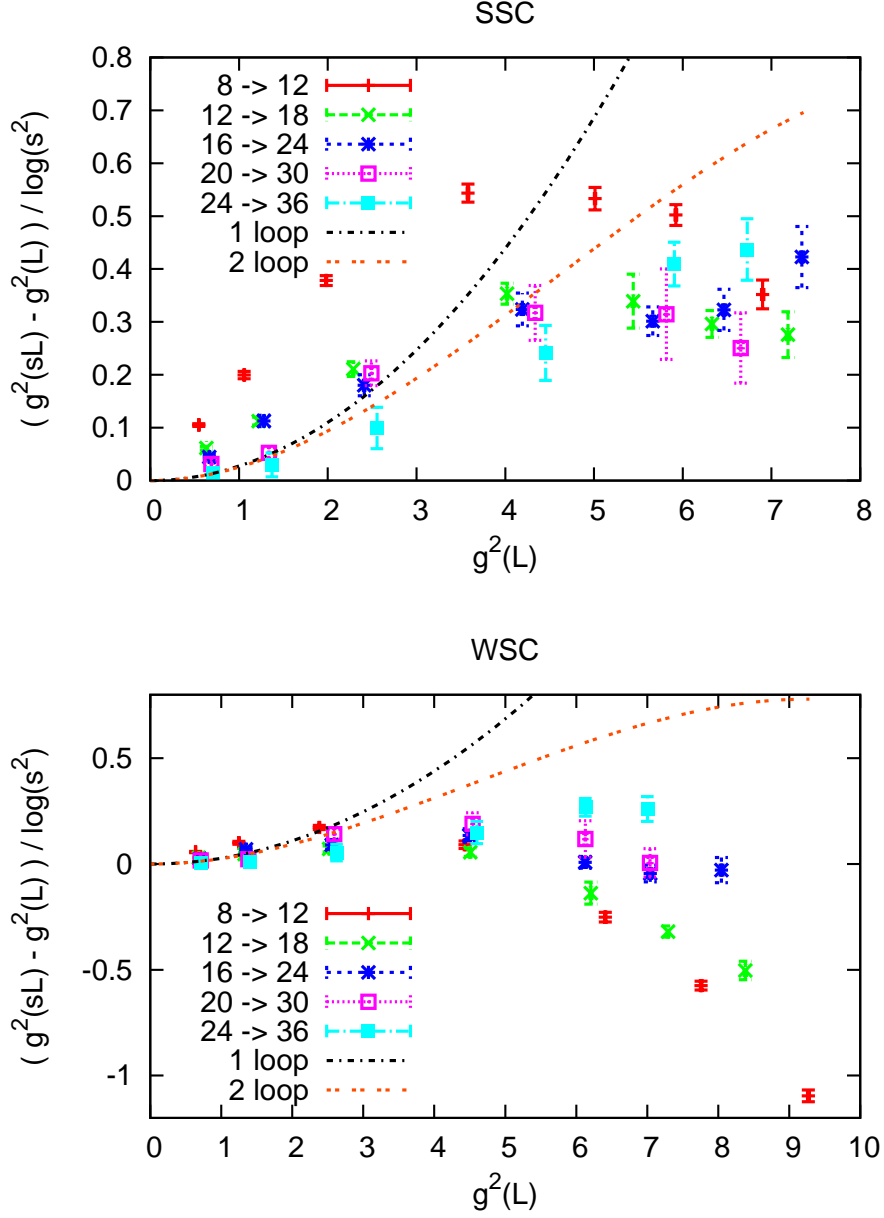 SSC
( g^2(sL) - g^2(L) ) / log(s^2)
0.8
0.7
0.6
0.5
0.4
0.3
0.2
0.1
0
8 -> 12
12 -> 18
16 -> 24
20 -> 30
24 -> 36
1 loop
2 loop
0 1 2 3 4 5 6 7 8
g^2(L)
WSC
( g^2(sL) - g^2(L) ) / log(s^2)
0.5
0
-0.5
-1
8 -> 12
12 -> 18
16 -> 24
20 -> 30
24 -> 36
1 loop
2 loop
0 1 2 3 4 5 6 7 8 9 10
g^2(L)